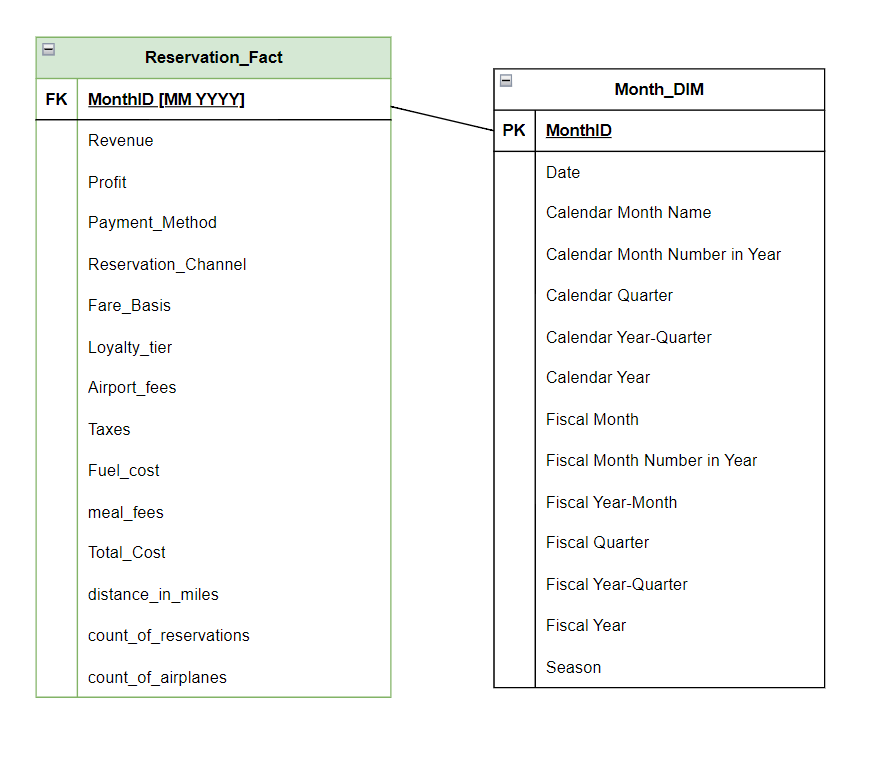 Reservation_Fact
FK MonthID [MM YYYY]
Revenue
Profit
Payment_Method
Reservation_Channel
Fare_Basis
Loyalty_tier
Airport_fees
Taxes
Fuel_cost
meal_fees
Total_Cost
distance_in_miles
count_of_reservations
count_of_airplanes
Month_DIM
PK MonthID
Date
Calendar Month Name
Calendar Month Number in Year
Calendar Quarter
Calendar Year-Quarter
Calendar Year
Fiscal Month
Fiscal Month Number in Year
Fiscal Year-Month
Fiscal Quarter
Fiscal Year-Quarter
Fiscal Year
Season